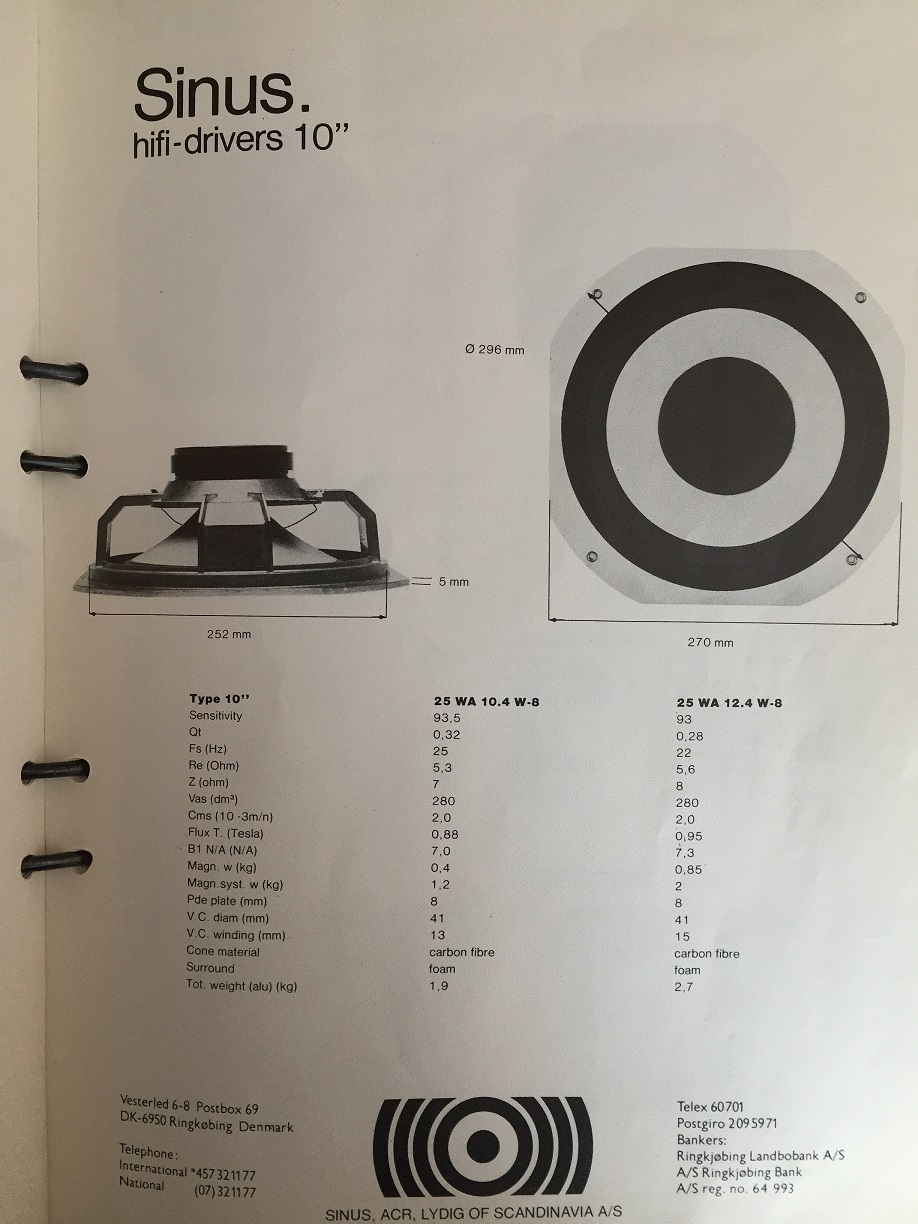 Sinus.
hifi-drivers 10”
Ø 296 mm
5 mm
252 mm
270 mm
Type 10’’ 25 WA 10.4 W-8 25 WA 12.4 W-8
Sensitivity 93,5 93
Qt 0,32 0,28
Fs (Hz) 25 22
Re (Ohm) 5,3 5,6
Z (ohm) 7 8
Vas (dm³) 280 280
Cms (10 -3m/n) 2,0 2,0
Flux T. (Tesla) 0,88 0,95
B1 N/A (N/A) 7,0 7,3
Magn. w (kg) 0,4 0,85
Magn.syst. w (kg) 1,2 2
Pde plate (mm) 8 8
V.C. diam (mm) 41 41
V.C. winding (mm) 13 15
Cone material carbon fibre carbon fibre
Surround foam foam
Tot. weight (alu) (kg) 1,9 2,7
Vesterled 6-8 Postbox 69
DK-6950 Ringkøbing Denmark
Telephone:
International *457 3211 77
National (07) 32 11 77
SINUS, ACR, LYDIG OF SCANDINAVIA A/S
Telex 60701
Postgiro 2095971
Bankers:
Ringkjøbing Landbobank A/S
A/S Ringkjøbing Bank
A/S reg. no. 64 993